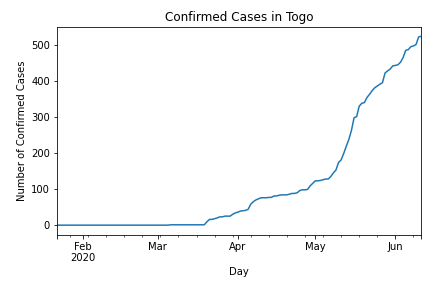 Confirmed Cases in Togo
Number of Confirmed Cases
500
400
300
200
100
0
Feb
2020
Mar
Apr
May
Jun
Day